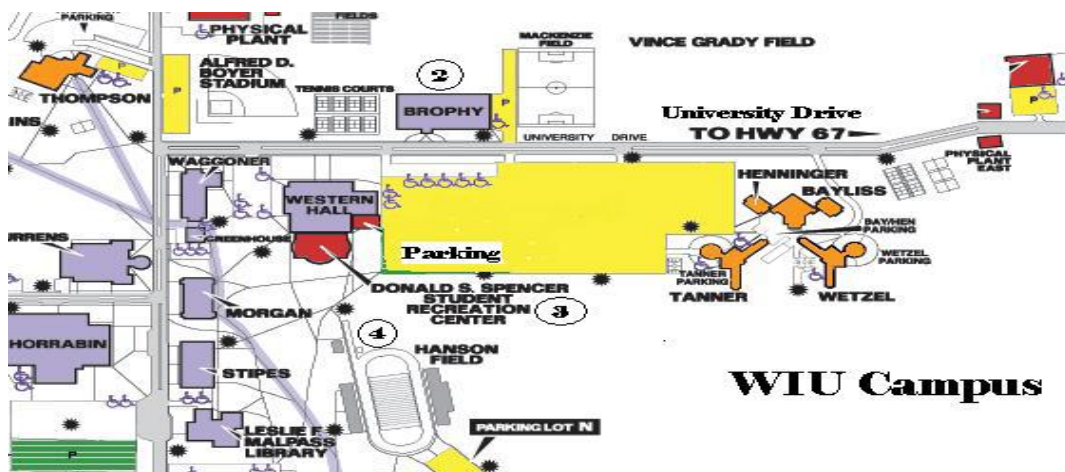 PARKING
FIELDS
PHYSICAL
PLANT
MACKENZIE
FIELD
VINCE GRADY FIELD
ALFRED D.
BOYER
STADIUM
P
P
THOMPSON
TENNIS COURTS
2
BROPHY
P
P
INS
University Drive
UNIVERSITY DRIVE
TO HWY 67
PHYSICAL
PLANT
EAST
WAGGONER
HENNINGER
BAYLISS
WESTERN
HALL
BAY/HEN
PARKING
GREENHOUSE
Parking
WETZEL
PARKING
TANNER
PARKING
DONALD S. SPENCER
STUDENT
RECREATION
CENTER
3
TANNER
WETZEL
MORGAN
4
HORRABIN
HANSON
FIELD
STIPES
WIU Campus
LESLIE F
MALPASS
LIBRARY
PARKING LOT N
P